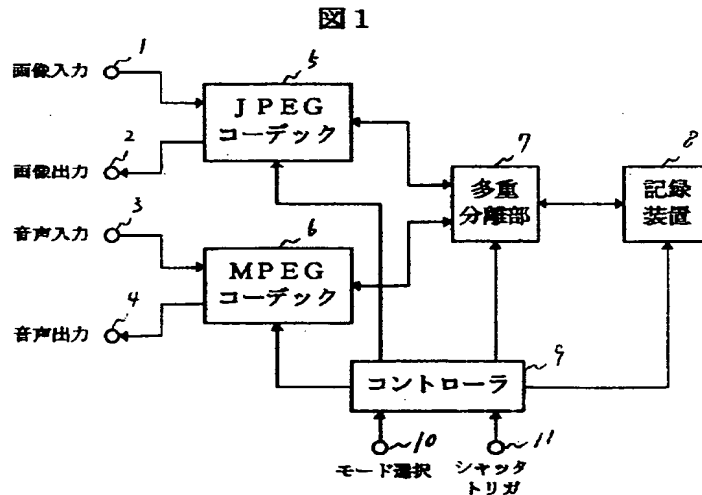 図1
1
画像入力
5
JPEG
コーデック
2
画像出力
7
多重
分離部
8
記録
装置
3
音声入力
6
MPEG
コーデック
4
音声出力
9
コントローラ
10
モード選択
11
シャッタ
トリガ